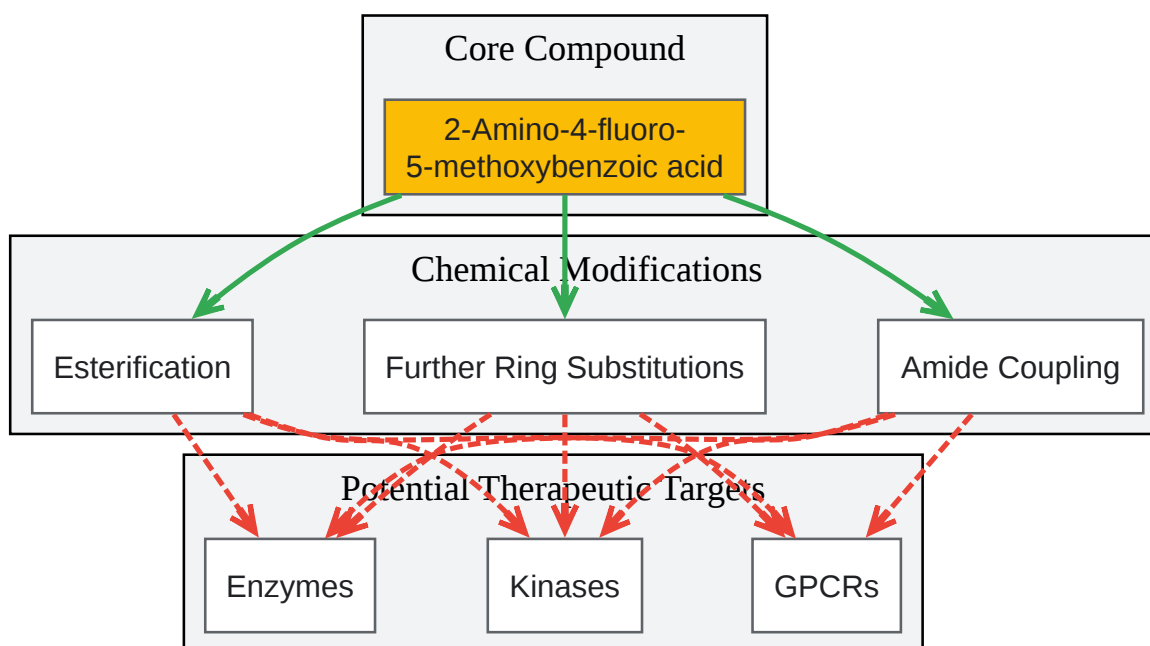 Core Compound
2-Amino-4-fluoro-
5-methoxybenzoic acid
Chemical Modifications
Esterification
Further Ring Substitutions
Amide Coupling
Potential Therapeutic Targets
Enzymes
Kinases
GPCRs